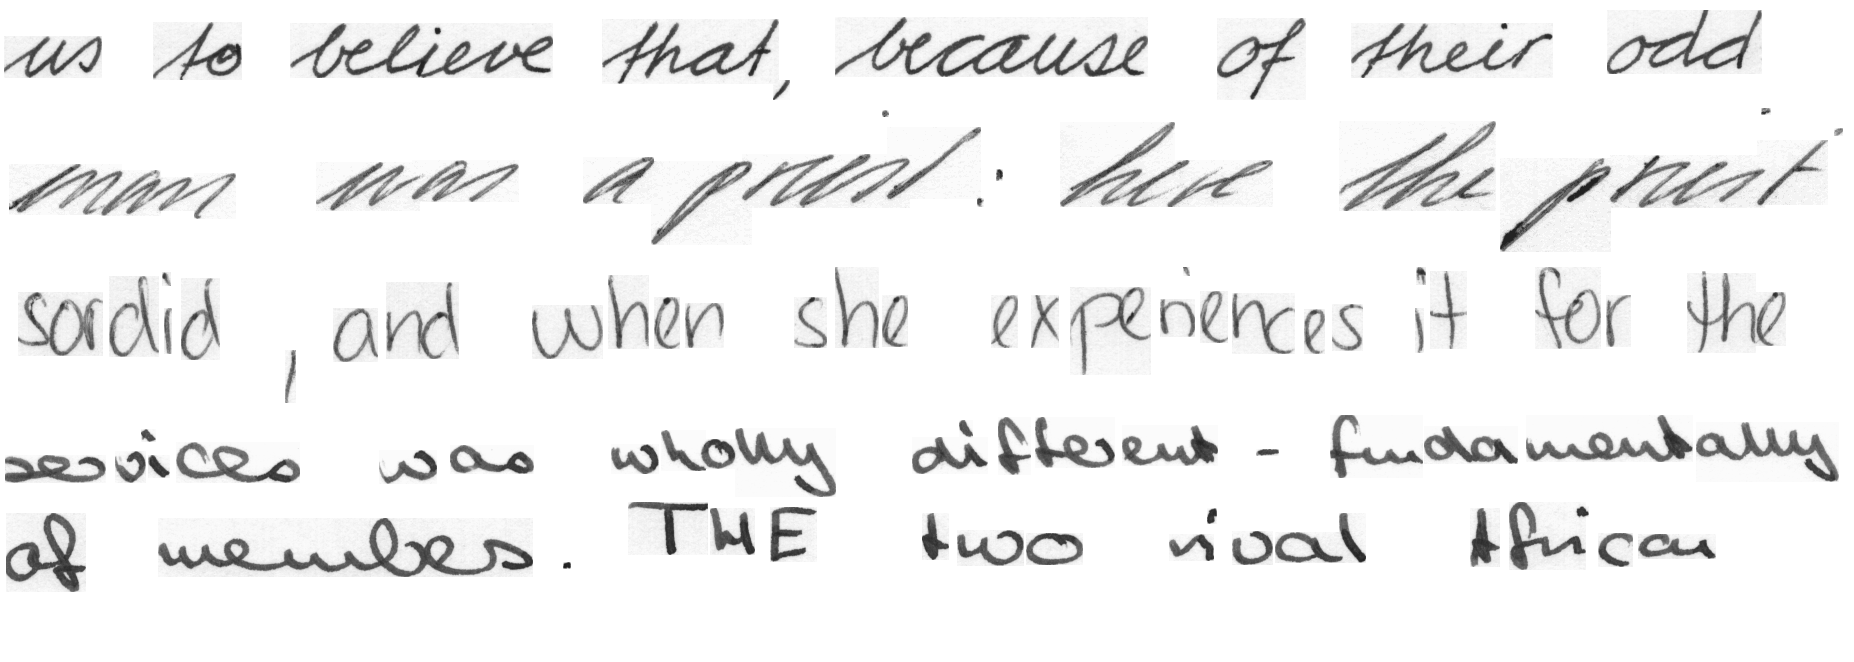 us to believe that, because of their odd
man was a priest : here the priest
sordid , and when she experiences it for the
services was wholly different - fundamentally
of members . THE two rival African